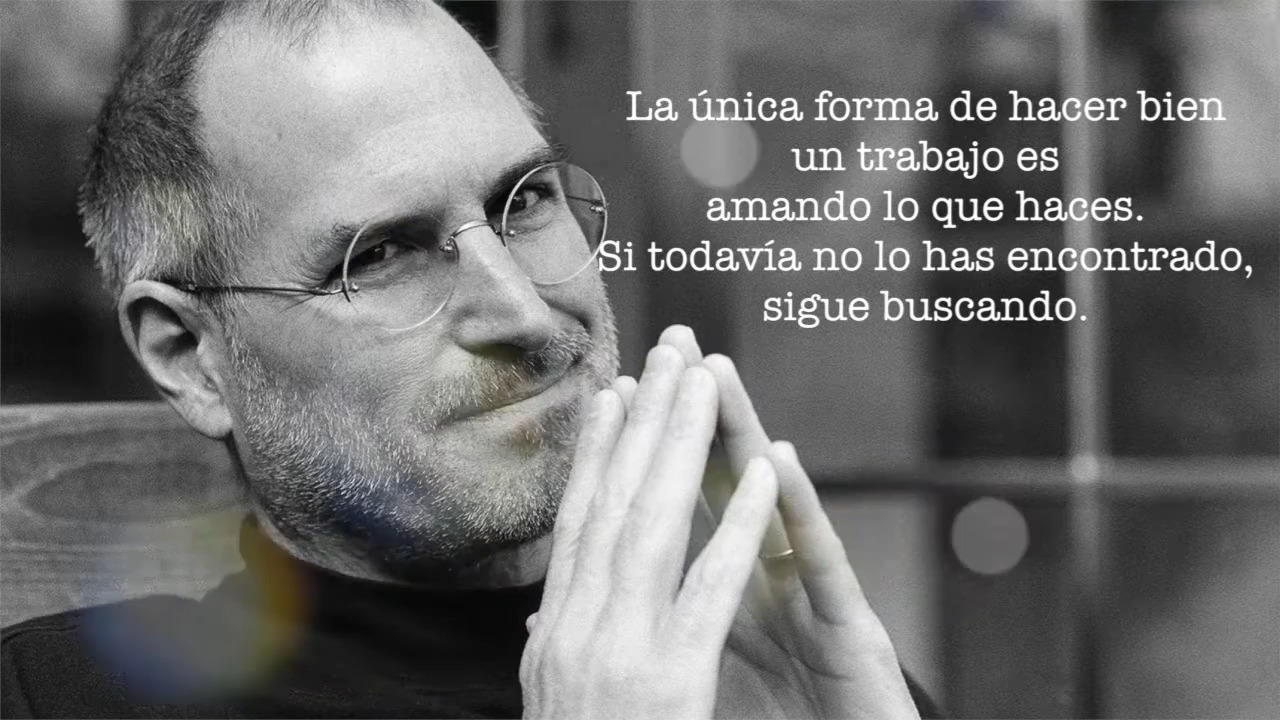 La única forma de hacer bien
un trabajo es
amando lo que haces.
Si todavía no lo has encontrado,
sigue buscando.